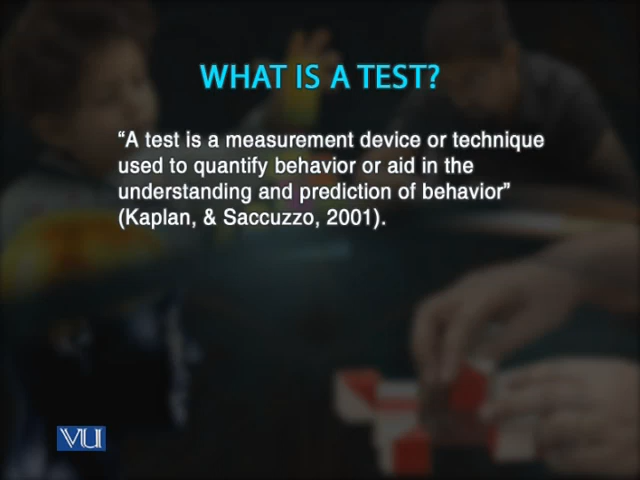 WHAT IS A TEST?
“A test is a measurement device or technique
used to quantify behavior or aid in the
understanding and prediction of behavior”
(Kaplan, & Saccuzzo, 2001).
VU